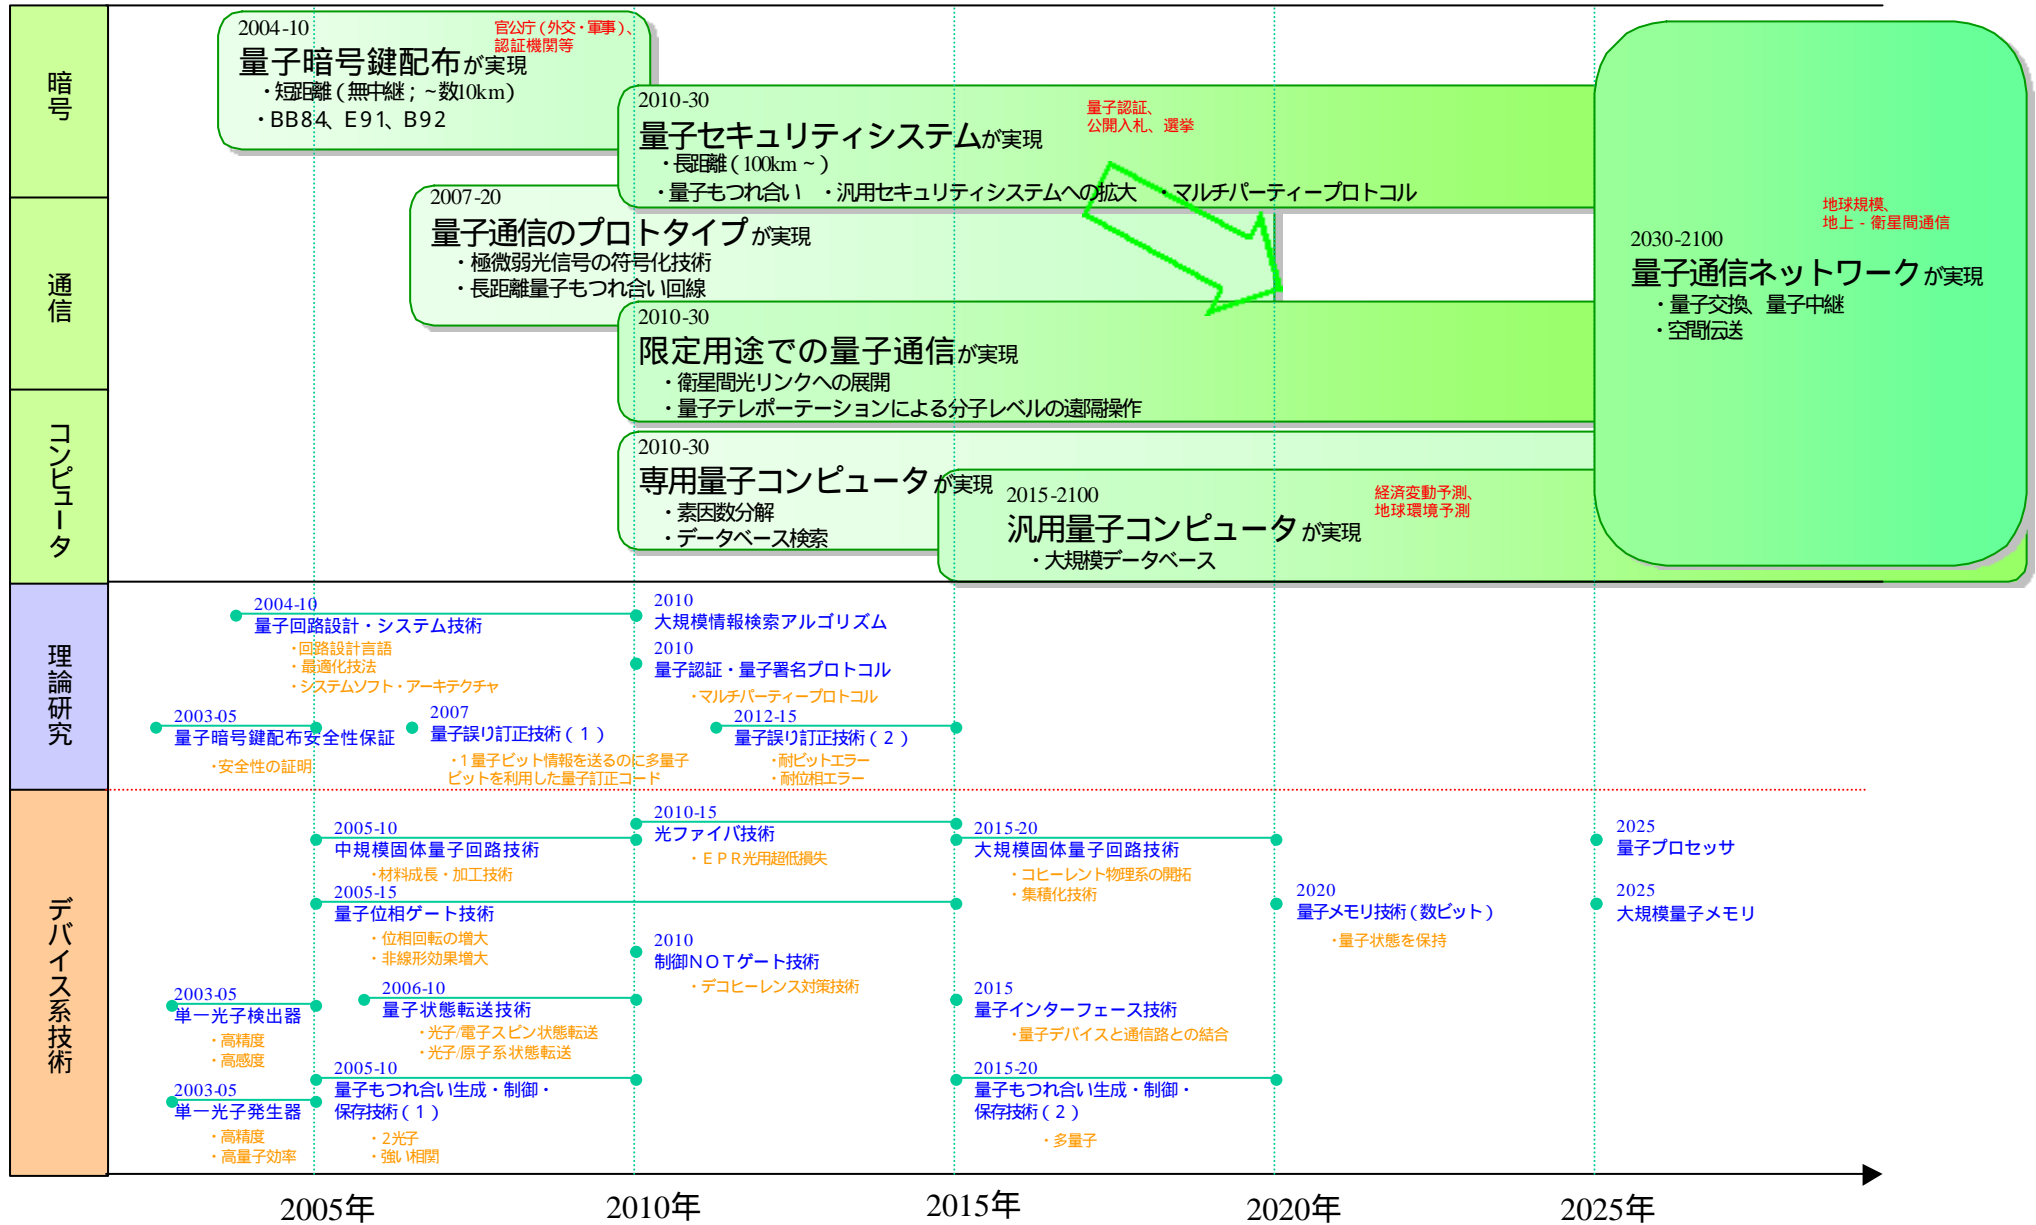 暗号
2004-10
官公庁（外交・軍事）、
認証機関等
量子暗号鍵配布が実現
・短距離（無中継；~数10km）
・BB84、E91、B92
2010-30
量子セキュリティシステムが実現
量子認証、
公開入札、選挙
・長距離（100km ~）
・量子もつれ合い ・汎用セキュリティシステムへの拡大 ・マルチパーティープロトコル
通信
2007-20
量子通信のプロトタイプが実現
・極微弱光信号の符号化技術
・長距離量子もつれ合い回線
2010-30
限定用途での量子通信が実現
・衛星間光リンクへの展開
・量子テレポーテーションによる分子レベルの遠隔操作
地球規模、
地上‐衛星間通信
2030-2100
量子通信ネットワークが実現
・量子交換、量子中継
・空間伝送
コンピュータ
2010-30
専用量子コンピュータが実現
・素因数分解
・データベース検索
2015-2100
経済変動予測、
地球環境予測
汎用量子コンピュータが実現
・大規模データベース
理論研究
2004-10
量子回路設計・システム技術
・回路設計言語
・最適化技法
・システムソフト・アーキテクチャ
2010
大規模情報検索アルゴリズム
2010
量子認証・量子署名プロトコル
・マルチパーティープロトコル
2003-05
量子暗号鍵配布安全性保証
・安全性の証明
2007
量子誤り訂正技術（1）
・1量子ビット情報を送るのに多量子
ビットを利用した量子訂正コード
2012-15
量子誤り訂正技術（2）
・耐ビットエラー
・耐位相エラー
デバイス系技術
2005-10
中規模固体量子回路技術
・材料成長・加工技術
2010-15
光ファイバ技術
・ＥＰＲ光用超低損失
2015-20
大規模固体量子回路技術
・コヒーレント物理系の開拓
・集積化技術
2025
量子プロセッサ
2005-15
量子位相ゲート技術
・位相回転の増大
・非線形効果増大
2010
制御ＮＯＴゲート技術
・デコヒーレンス対策技術
2020
量子メモリ技術（数ビット）
・量子状態を保持
2025
大規模量子メモリ
2003-05
単一光子検出器
・高精度
・高感度
2006-10
量子状態転送技術
・光子/電子スピン状態転送
・光子/原子系状態転送
2015
量子インターフェース技術
・量子デバイスと通信路との結合
2003-05
単一光子発生器
・高精度
・高量子効率
2005-10
量子もつれ合い生成・制御・
保存技術（1）
・2光子
・強い相関
2015-20
量子もつれ合い生成・制御・
保存技術（2）
・多量子
2005年 2010年 2015年 2020年 2025年